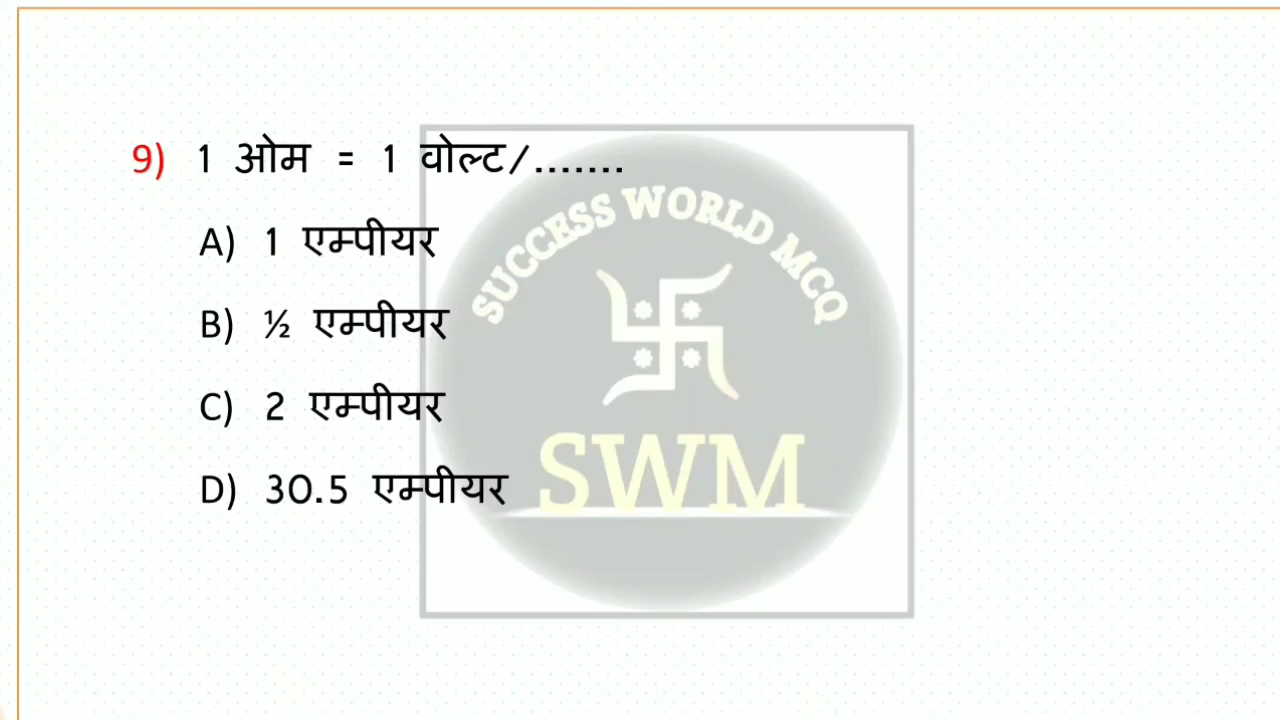 9) 1 ओम = 1 वोल्ट/.......
A) 1 एम्पीयर
B) ½ एम्पीयर
C) 2 एम्पीयर
D) 30.5 एम्पीयर
SUCCESS WORLD MCQ
SWM